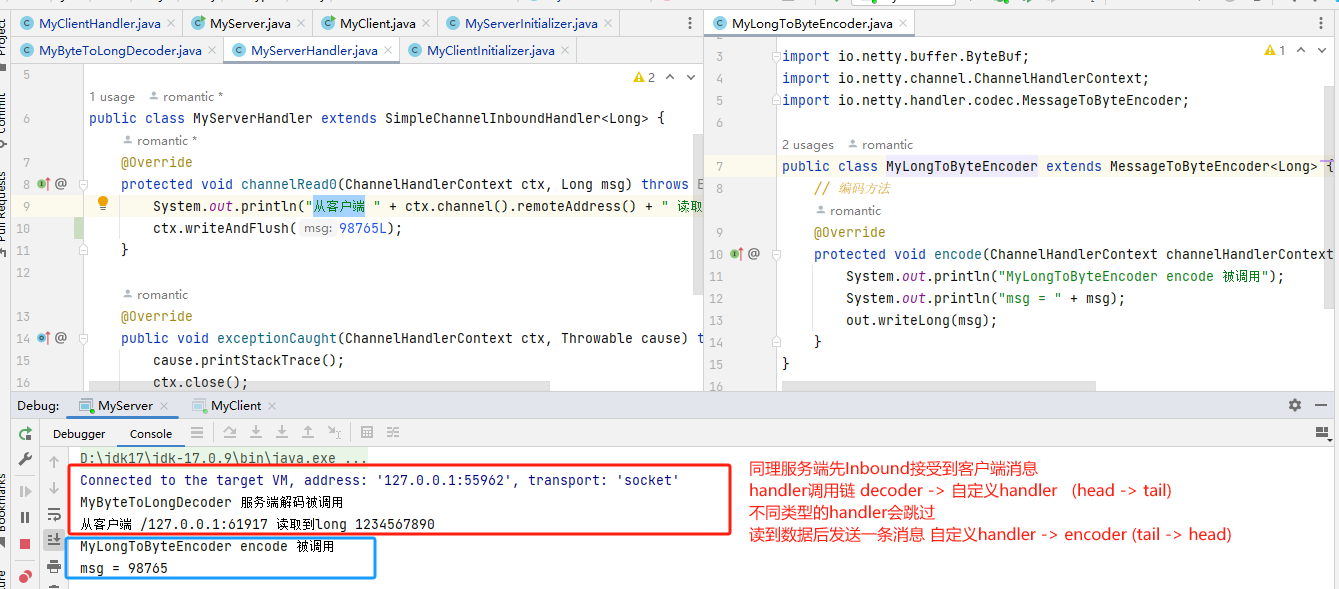 MyClientHandler.java
MyServer.java
MyClient.java
MyServerInitializer.java
MyLongToByteEncoder.java
MyByteToLongDecoder.java
MyServerHandler.java
MyClientInitializer.java
5
2
1 usage romantic *
6 public class MyServerHandler extends SimpleChannelInboundHandler<Long> {
romantic *
7 @Override
8 protected void channelRead0(ChannelHandlerContext ctx, Long msg) throws
9 System.out.println("从客户端 " + ctx.channel().remoteAddress() + " 读取
10 ctx.writeAndFlush( msg: 98765L);
11 }
12
romantic
13 @Override
14 public void exceptionCaught(ChannelHandlerContext ctx, Throwable cause) t
15 cause.printStackTrace();
16 ctx.close();
1
3 import io.netty.buffer.ByteBuf;
4 import io.netty.channel.ChannelHandlerContext;
5 import io.netty.handler.codec.MessageToByteEncoder;
6
2 usages romantic
7 public class MyLongToByteEncoder extends MessageToByteEncoder<Long> {
8 // 编码方法
romantic
9 @Override
10 protected void encode(ChannelHandlerContext channelHandlerContext
11 System.out.println("MyLongToByteEncoder encode 被调用");
12 System.out.println("msg = " + msg);
13 out.writeLong(msg);
14 }
15 }
16
Project
Commit
Pull Requests
Bookmarks
Debug: MyServer MyClient
Debugger Console
D:\jdk17\jdk-17.0.9\bin\java.exe ...
Connected to the target VM, address: '127.0.0.1:55962', transport: 'socket'
MyByteToLongDecoder 服务端解码被调用
从客户端 /127.0.0.1:61917 读取到long 1234567890
MyLongToByteEncoder encode 被调用
msg = 98765
同理服务端先Inbound接受到客户端消息
handler调用链 decoder -> 自定义handler (head -> tail)
不同类型的handler会跳过
读到数据后发送一条消息 自定义handler -> encoder (tail -> head)